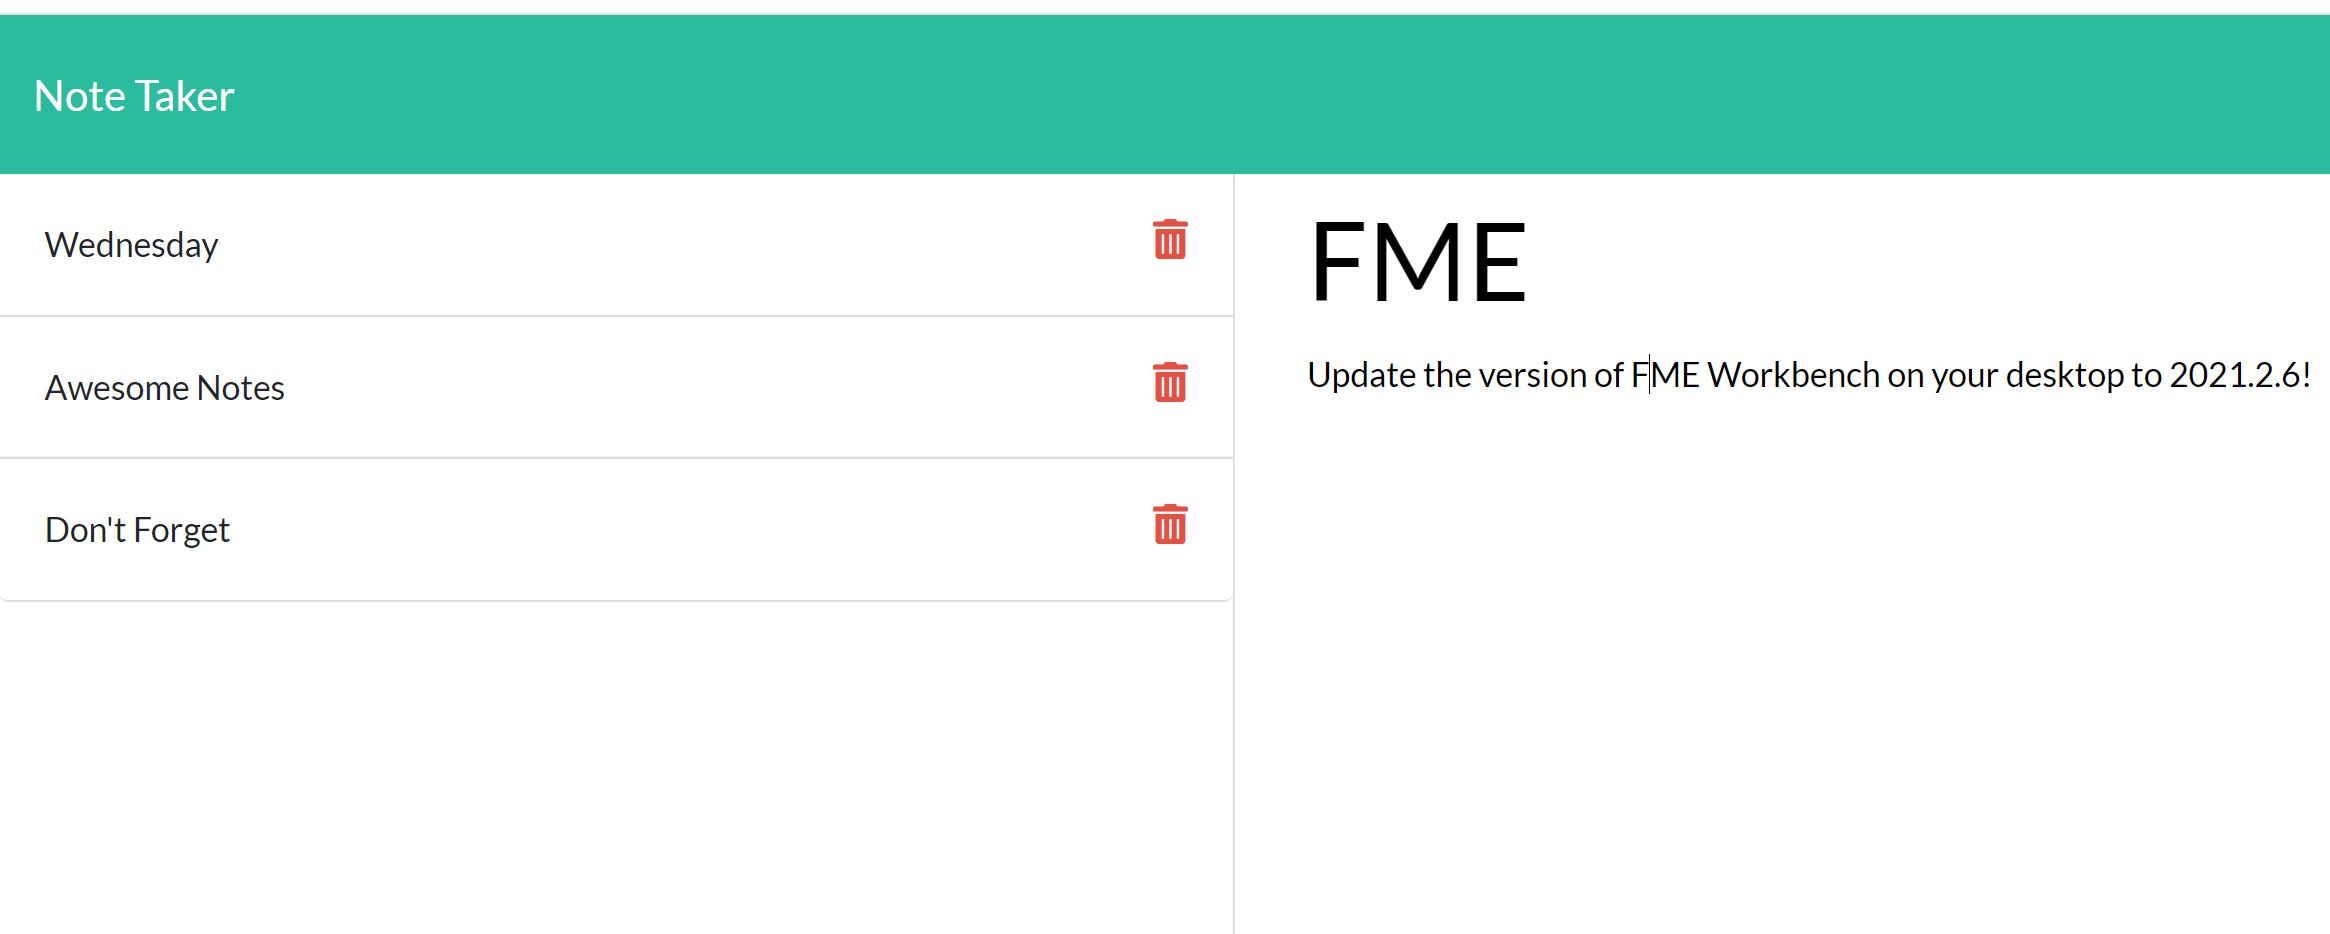 Note Taker
Wednesday
Awesome Notes
Don't Forget
FME
Update the version of FME Workbench on your desktop to 2021.2.6!